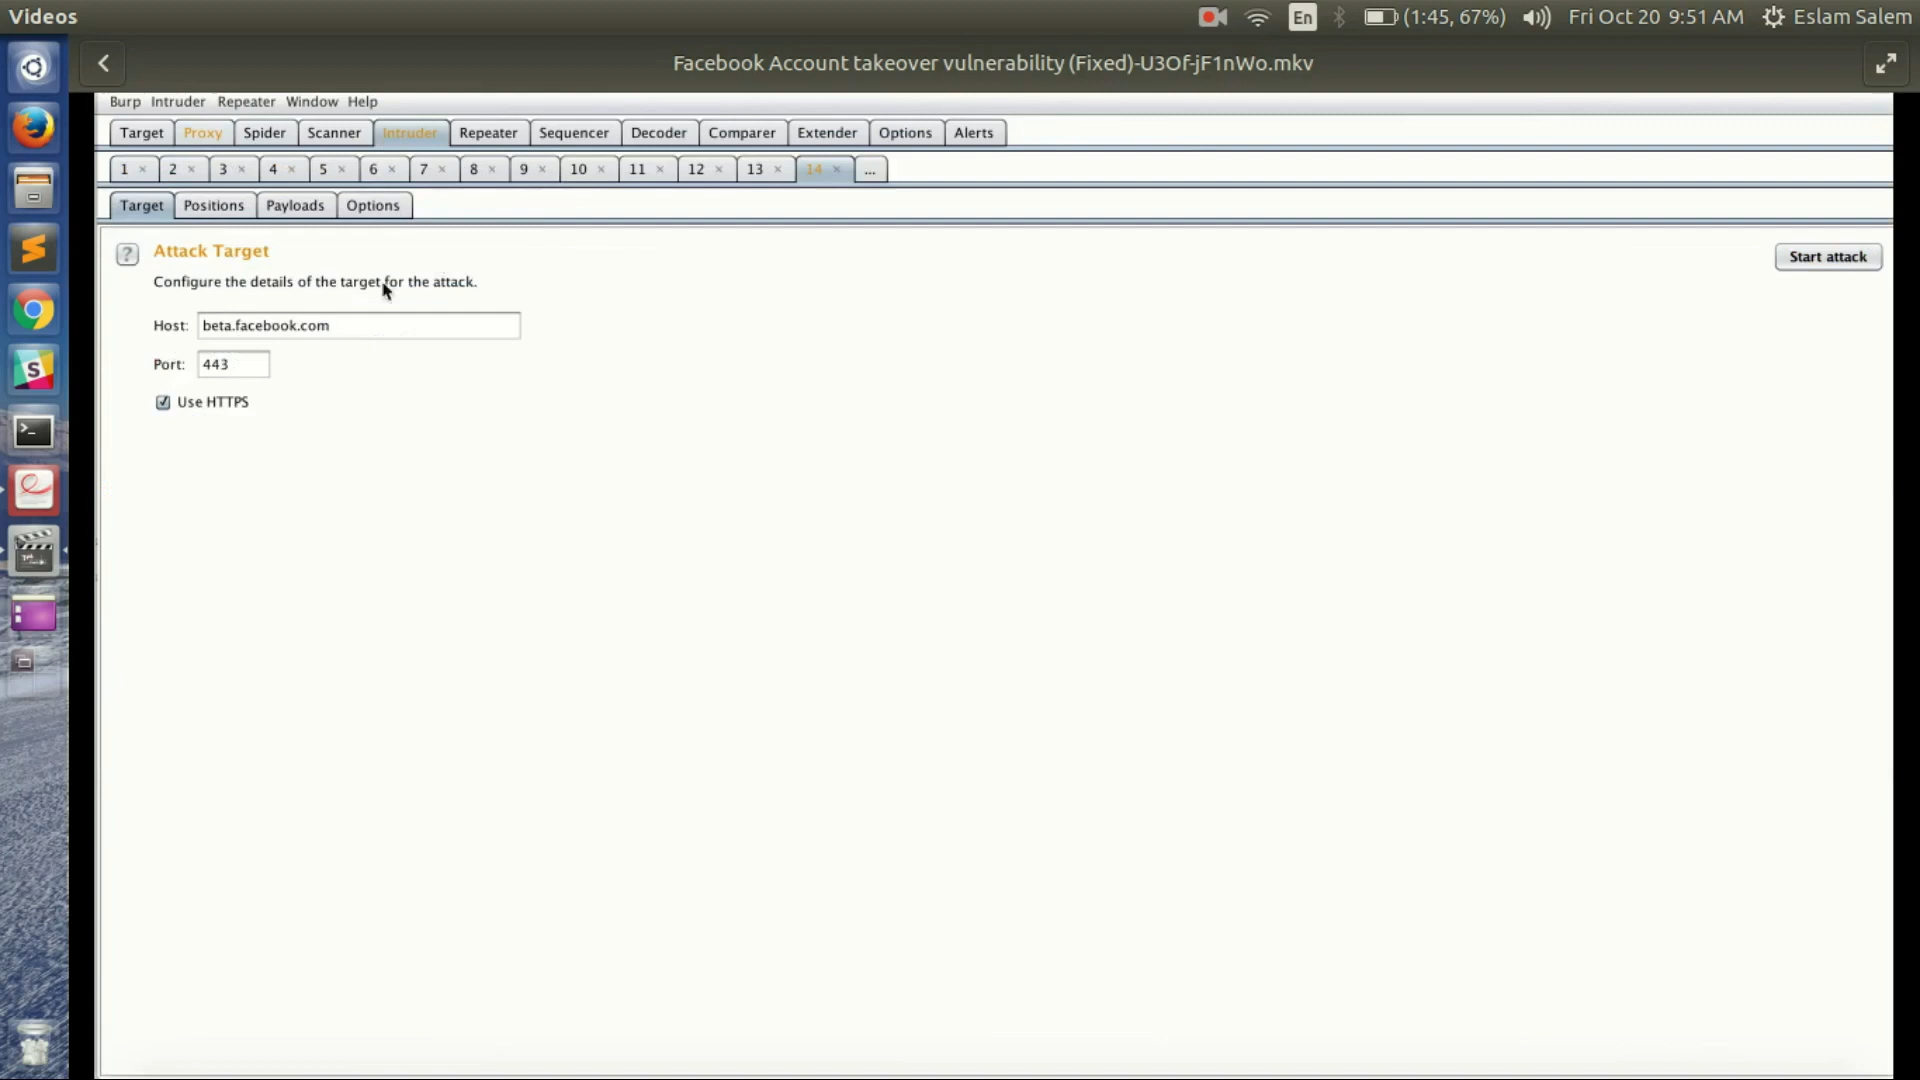 Videos
En
(1:45, 67%)
Fri Oct 20 9:51 AM
Eslam Salem
Facebook Account takeover vulnerability (Fixed)-U3Of-jF1nWo.mkv
Burp Intruder Repeater Window Help
Target Proxy Spider Scanner Intruder Repeater Sequencer Decoder Comparer Extender Options Alerts
1 × 2 × 3 × 4 × 5 × 6 × 7 × 8 × 9 × 10 × 11 × 12 × 13 × 14 × ...
Target Positions Payloads Options
? Attack Target
Start attack
Configure the details of the target for the attack.
Host: beta.facebook.com
Port: 443
Use HTTPS